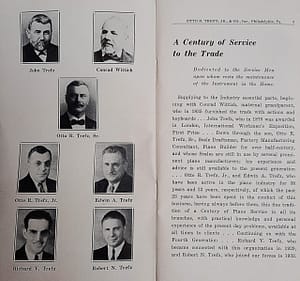 John Trefz
Conrad Wittich
Otto R. Trefz, Sr.
Otto R. Trefz, Jr.
Edwin A. Trefz
Richard V. Trefz
Robert N. Trefz
OTTO R. TREFZ, JR., & CO., Inc., Philadelphia, Pa.
A Century of Service
to the Trade
Dedicated to the Service Men
upon whom rests the maintenance
of the Instrument in the Home.
Supplying to the Industry essential parts, begin-
ning with Conrad Wittich, maternal grandparent,
who in 1835 furnished the trade with actions and
keyboards . . . John Trefz, who in 1878 was awarded
in London, International Workmen's Exposition,
First Prize . . . Down through the son, Otto R.
Trefz, Sr., Scale Draftsman, Factory Manufacturing
Consultant, Piano Builder for over half-century,
and whose Scales are still in use by several promi-
nent piano manufacturers; his experience and
advice is still available to the present generation.
. . . Otto R. Trefz, Jr., and Edwin A. Trefz, who
have been active in the piano industry for
years and 22 years, respectively, of which the past
25 years have been spent in the conduct of this
business, having always before them, this fine tradi-
tion of a Century of Piano Service in all its
branches, with practical knowledge and personal
experience of the present day problems, available at
all times to clients . . . Continuing on with the
Fourth Generation . . . Richard V. Trefz, who
became connected with this organization in 1929,
and Robert N. Trefz, who joined our forces in 1932.